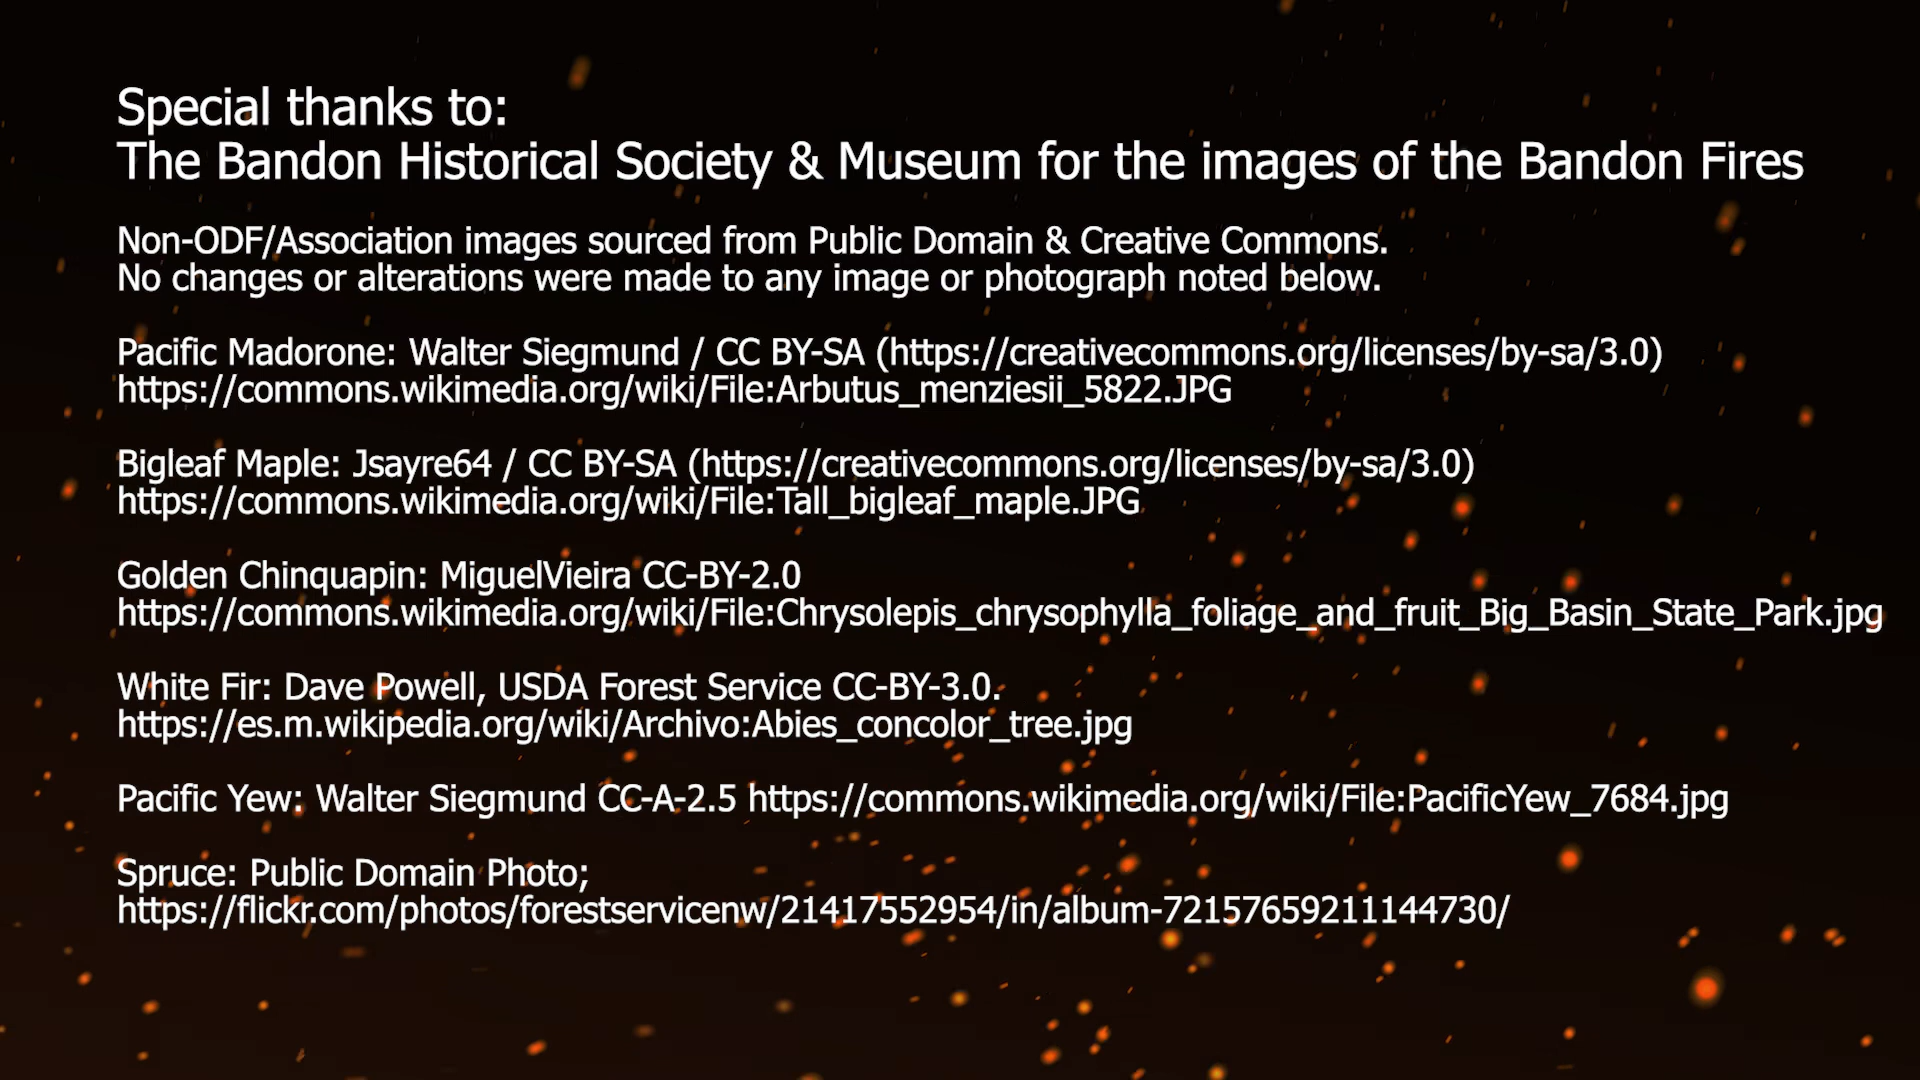 Special thanks to:
The Bandon Historical Society & Museum for the images of the Bandon Fires
Non-ODF/Association images sourced from Public Domain & Creative Commons.
No changes or alterations were made to any image or photograph noted below.
Pacific Madorone: Walter Siegmund / CC BY-SA (https://creativecommons.org/licenses/by-sa/3.0)
https://commons.wikimedia.org/wiki/File:Arbutus_menziesii_5822.JPG
Bigleaf Maple: Jsayre64 / CC BY-SA (https://creativecommons.org/licenses/by-sa/3.0)
https://commons.wikimedia.org/wiki/File:Tall_bigleaf_maple.JPG
Golden Chinquapin: MiguelVieira CC-BY-2.0
https://commons.wikimedia.org/wiki/File:Chrysolepis_chrysophylla_foliage_and_fruit_Big_Basin_State_Park.jpg
White Fir: Dave Powell, USDA Forest Service CC-BY-3.0.
https://es.m.wikipedia.org/wiki/Archivo:Abies_concolor_tree.jpg
Pacific Yew: Walter Siegmund CC-A-2.5 https://commons.wikimedia.org/wiki/File:PacificYew_7684.jpg
Spruce: Public Domain Photo;
https://flickr.com/photos/forestservicenw/21417552954/in/album-72157659211144730/